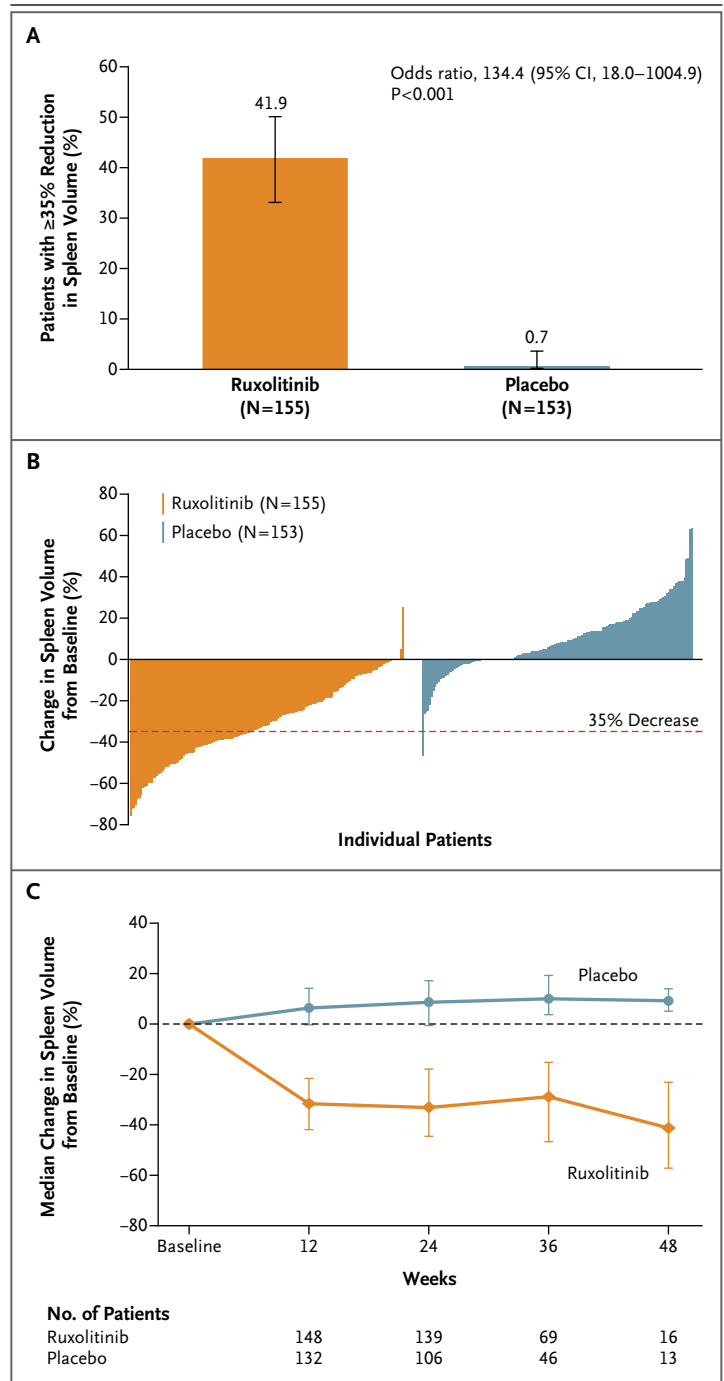 A
Odds ratio, 134.4 (95% CI, 18.0–1004.9)
P<0.001
Patients with ≥35% Reduction
in Spleen Volume (%)
60
50
40
30
20
10
0
41.9
0.7
Ruxolitinib
(N=155)
Placebo
(N=153)
B
Ruxolitinib (N=155)
Placebo (N=153)
Change in Spleen Volume
from Baseline (%)
80
60
40
20
0
–20
–40
–60
–80
35% Decrease
Individual Patients
C
Median Change in Spleen Volume
from Baseline (%)
40
20
0
–20
–40
–60
–80
Placebo
Ruxolitinib
Baseline 12 24 36 48
Weeks
No. of Patients
Ruxolitinib 148 139 69 16
Placebo 132 106 46 13